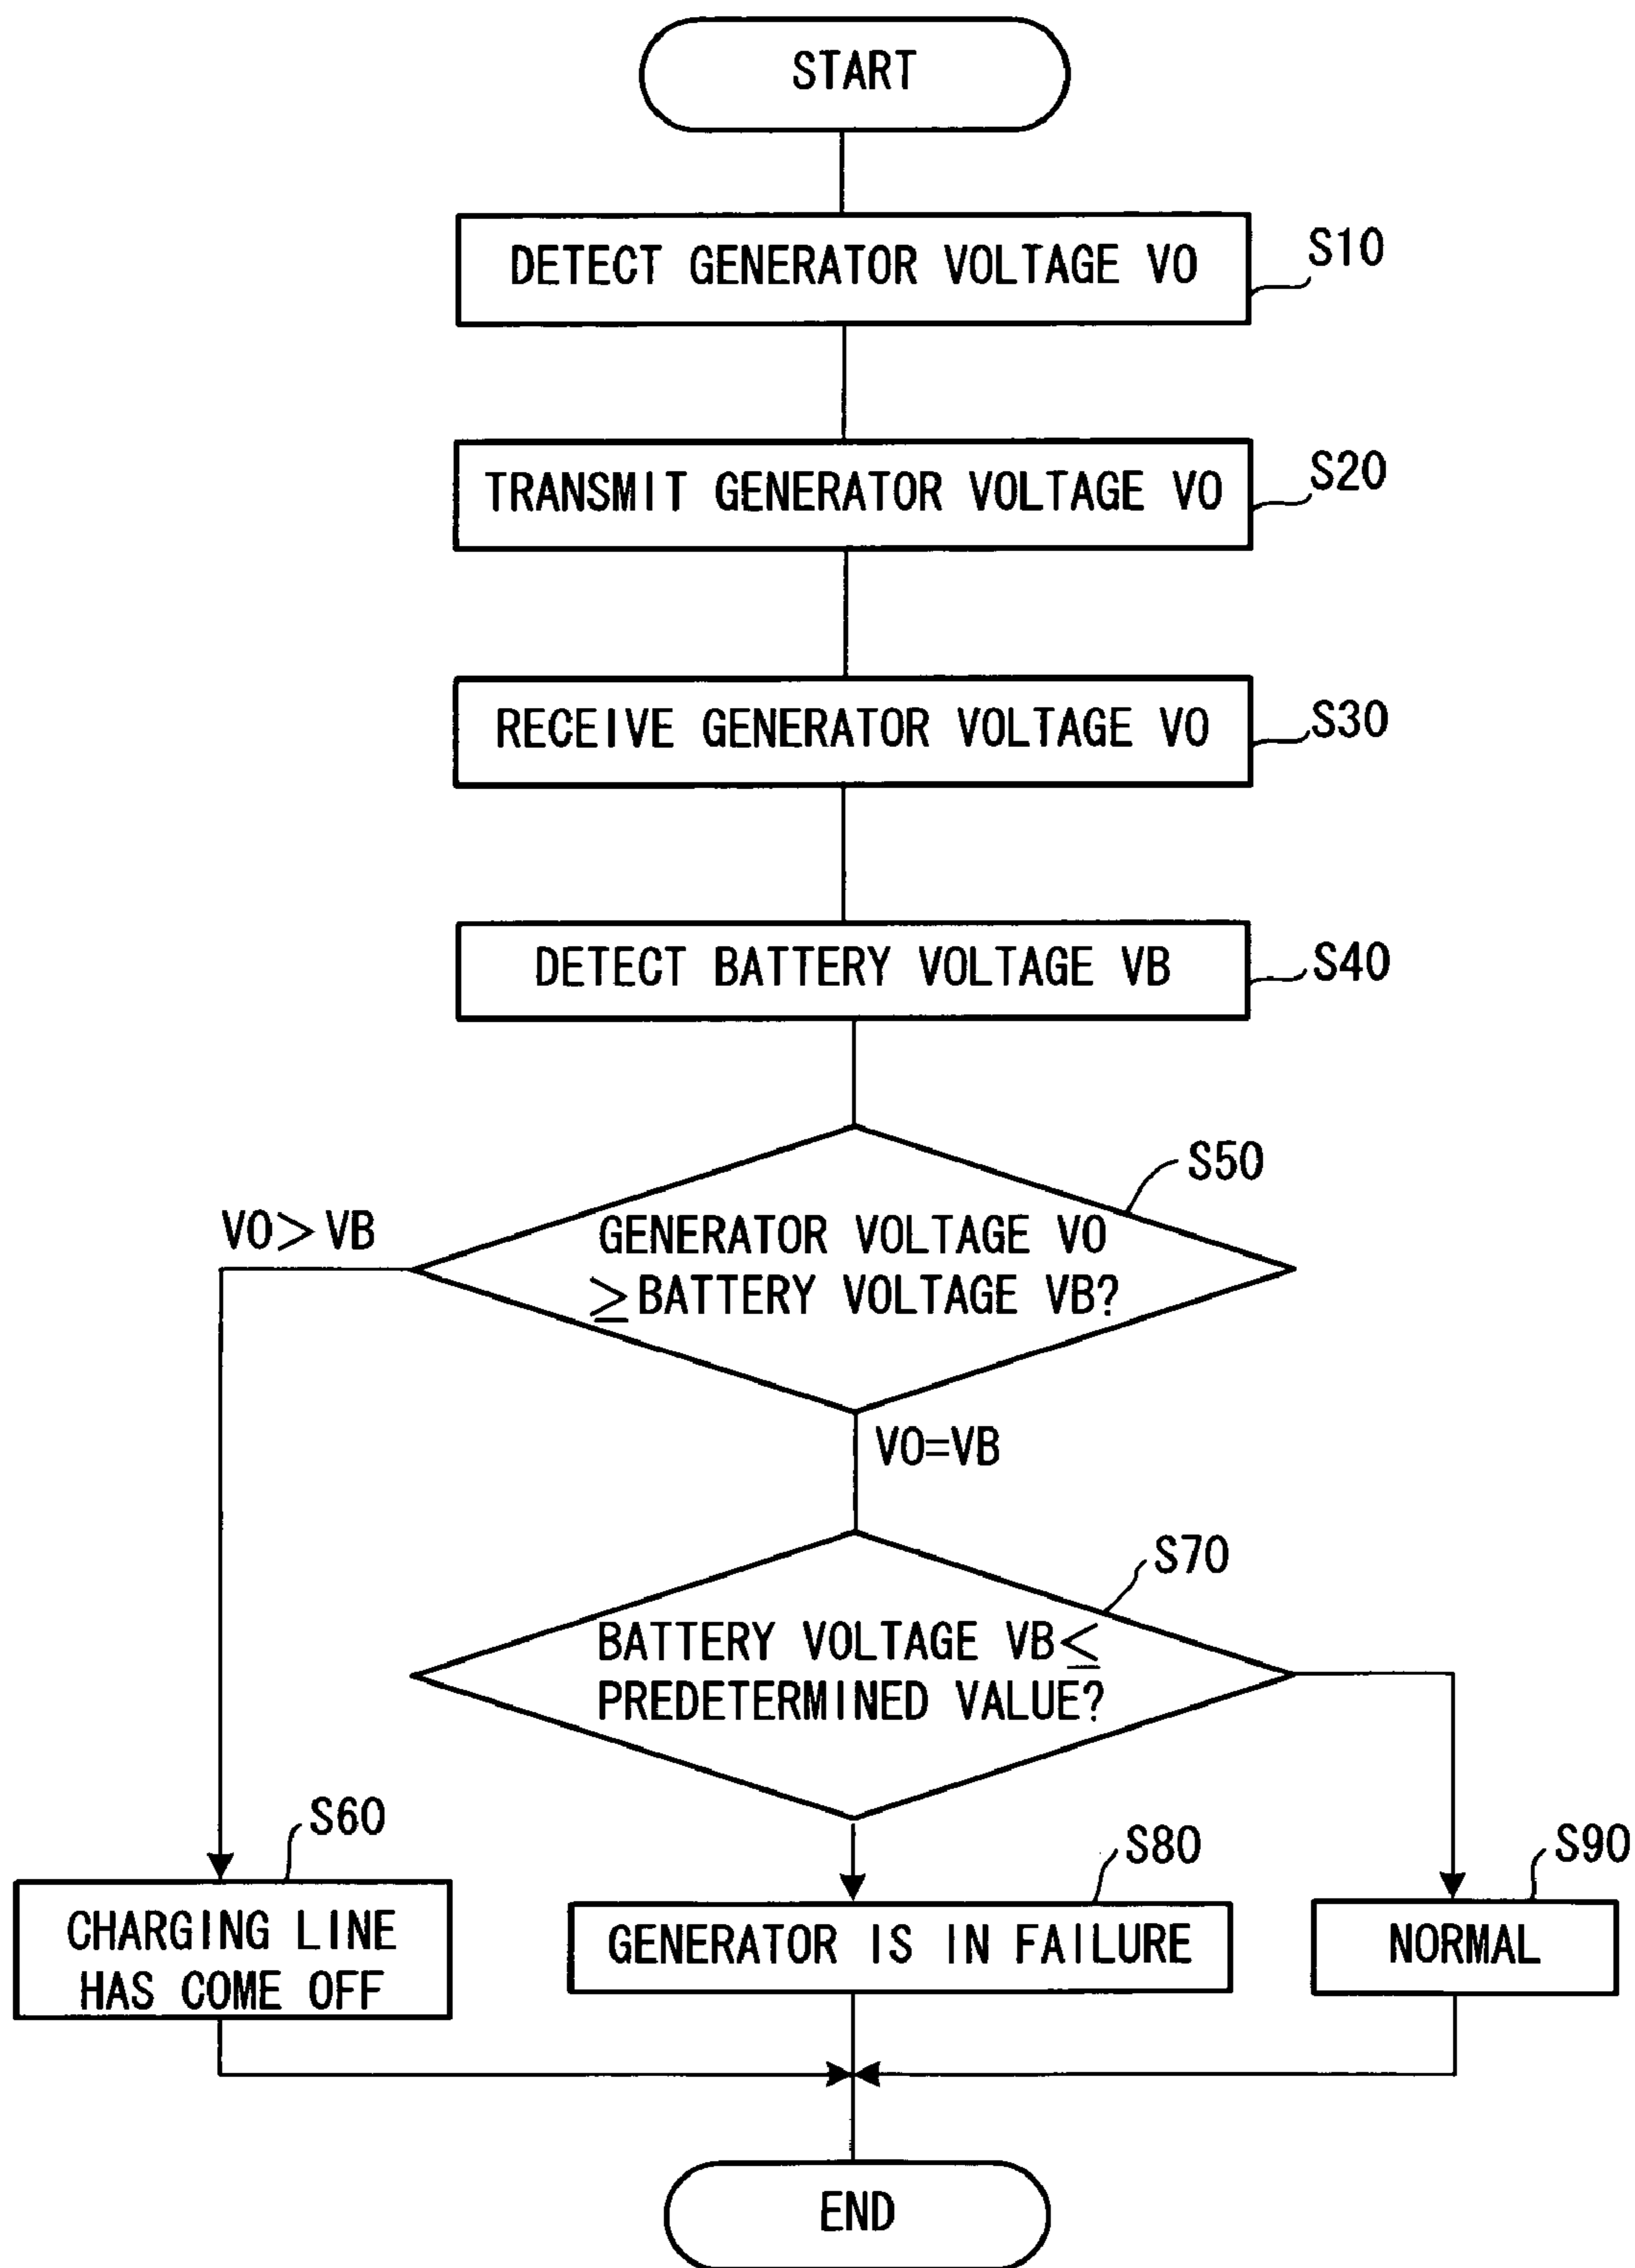 START
DETECT GENERATOR VOLTAGE VO
S10
TRANSMIT GENERATOR VOLTAGE VO
S20
RECEIVE GENERATOR VOLTAGE VO
S30
DETECT BATTERY VOLTAGE VB
S40
S50
VO>VB
GENERATOR VOLTAGE VO
≥BATTERY VOLTAGE VB?
VO=VB
S70
BATTERY VOLTAGE VB≤
PREDETERMINED VALUE?
S60
CHARGING LINE
HAS COME OFF
S80
GENERATOR IS IN FAILURE
S90
NORMAL
END